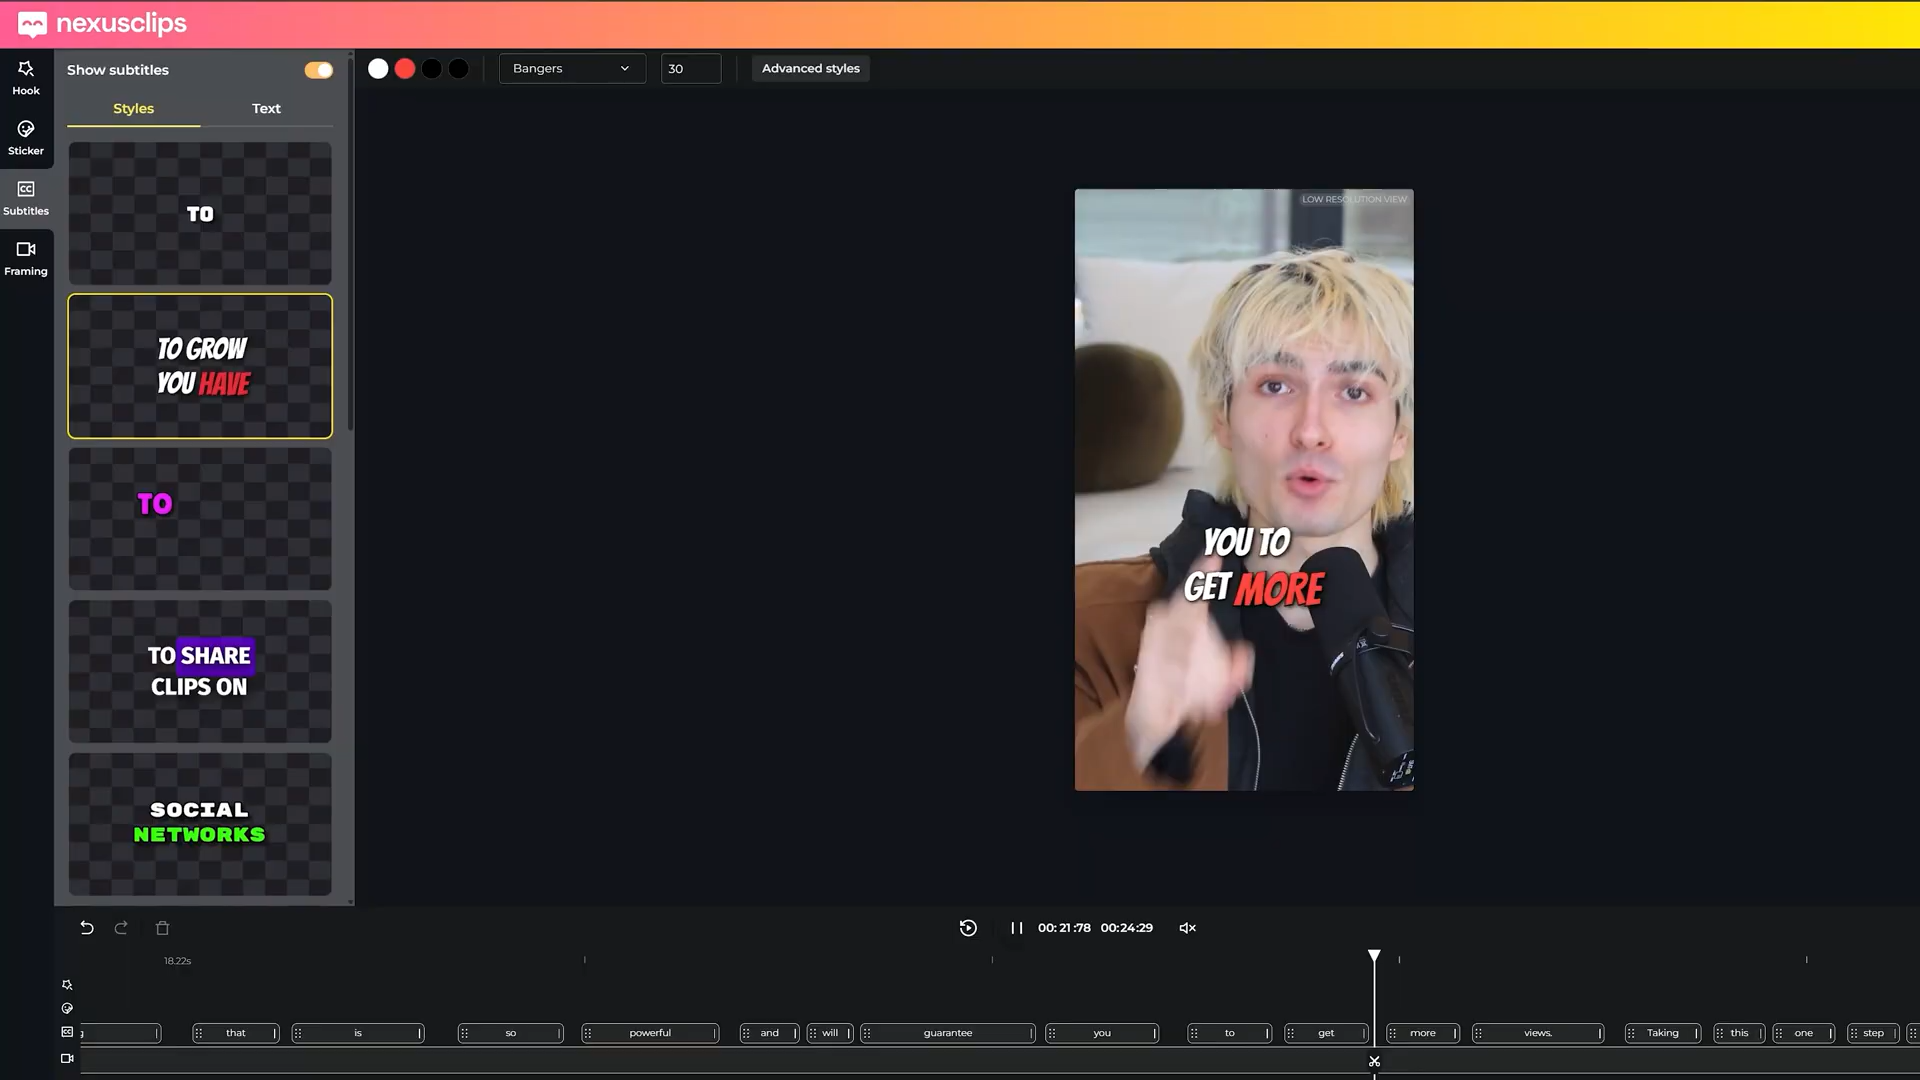 nexusclips
Hook
Sticker
CC
Subtitles
Framing
Show subtitles
Styles
Text
TO
TO GROW
YOU HAVE
TO
TO SHARE
CLIPS ON
SOCIAL
NETWORKS
Bangers
30
Advanced styles
LOW RESOLUTION VIEW
YOU TO
GET MORE
00:21:78 00:24:29
18.22s
that is so powerful and will guarantee you to get more views. Taking this one step